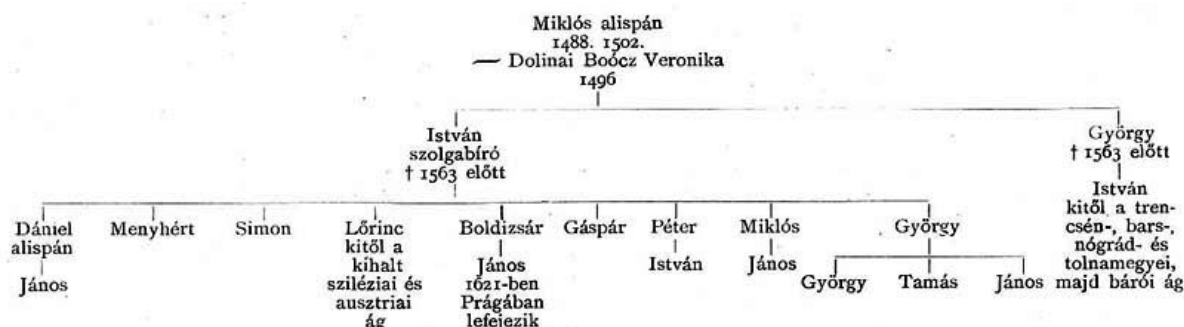 Miklós alispán
1488. 1502.
— Dolinai Boócz Veronika
1496
István
szolgabíró
† 1563 előtt
György
† 1563 előtt
Dániel
alispán
János
Menyhért
Simon
Lőrinc
kitől a
kihalt
sziléziai és
ausztriai
ág
Boldizsár
János
1621-ben
Prágában
lefejezik
Gáspár
Péter
István
Miklós
János
György
György
Tamás
János
István
kitől a tren-
csén-, bars-,
nógrád- és
tolnamegyei,
majd bárói ág